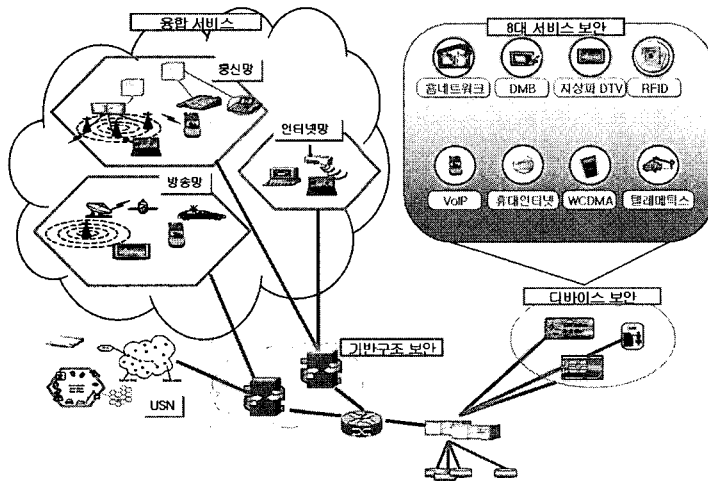 융합 서비스
통신망
인터넷망
방송망
기반구조 보안
USN
8대 서비스 보안
홈네트워크
DMB
지상파 DTV
RFID
VoIP
휴대인터넷
WCDMA
텔레매틱스
디바이스 보안